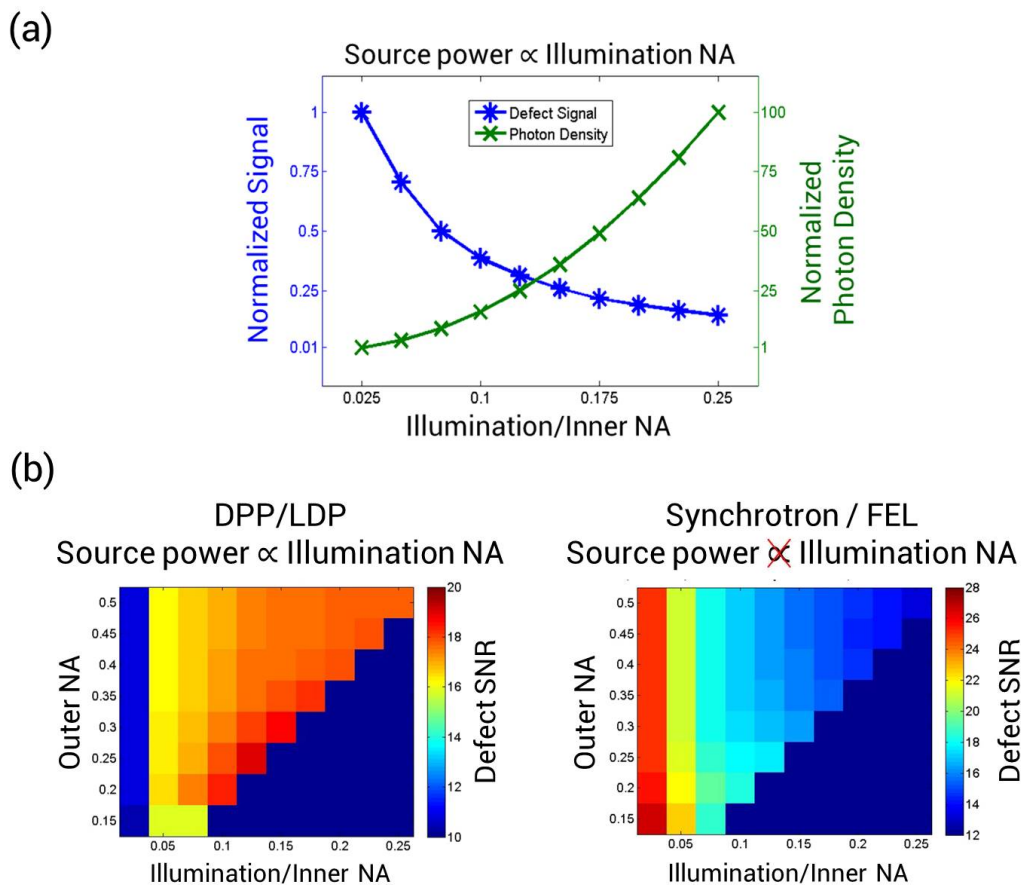 (a)
Source power ∝ Illumination NA
Defect Signal
Photon Density
Normalized Signal
1
0.75
0.5
0.25
0.01
100
75
50
25
1
Normalized
Photon Density
0.025
0.1
0.175
0.25
Illumination/Inner NA
(b)
DPP/LDP
Source power ∝ Illumination NA
Outer NA
0.5
0.45
0.4
0.35
0.3
0.25
0.2
0.15
0.05
0.1
0.15
0.2
0.25
Illumination/Inner NA
20
18
16
14
12
10
Defect SNR
Synchrotron / FEL
Source power ∝ Illumination NA
Outer NA
0.5
0.45
0.4
0.35
0.3
0.25
0.2
0.15
0.05
0.1
0.15
0.2
0.25
Illumination/Inner NA
28
26
24
22
20
18
16
14
12
Defect SNR